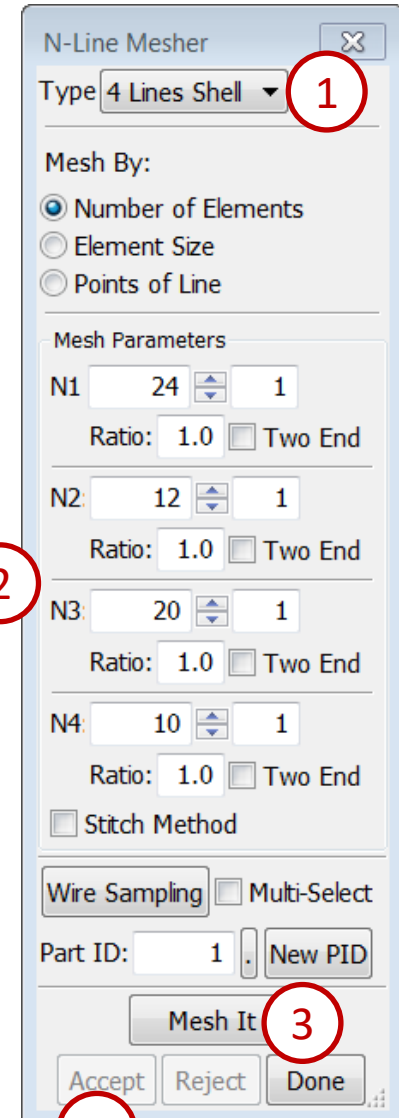 N-Line Mesher
Type 4 Lines Shell 1
Mesh By:
Number of Elements
Element Size
Points of Line
Mesh Parameters
N1 24 1
Ratio: 1.0 Two End
N2: 12 1
Ratio: 1.0 Two End
2
N3: 20 1
Ratio: 1.0 Two End
N4: 10 1
Ratio: 1.0 Two End
Stitch Method
Wire Sampling Multi-Select
Part ID: 1 . New PID
Mesh It 3
Accept Reject Done